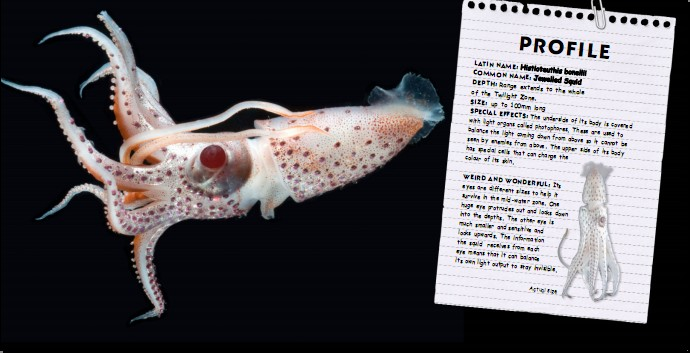 PROFILE
LATIN NAME: Histioteuthis bonellii
COMMON NAME: Jewelled Squid
DEPTH: Range extends to the whole
of the Twilight Zone.
SIZE: up to 100mm long
SPECIAL EFFECTS: The underside of its body is covered
with light organs called photophores. These are used to
balance the light coming down from above so it cannot be
seen by enemies from above. The upper side of its body
has special cells that can change the
colour of its skin.
WEIRD AND WONDERFUL: Its
eyes are different sizes to help it
survive in the mid-water zone. One
huge eye protrudes out and looks down
into the depths. The other eye is
much smaller and sensitive and
looks upwards. The information
the squid receives from each
eye means that it can balance
its own light output to stay invisible.
Actual size